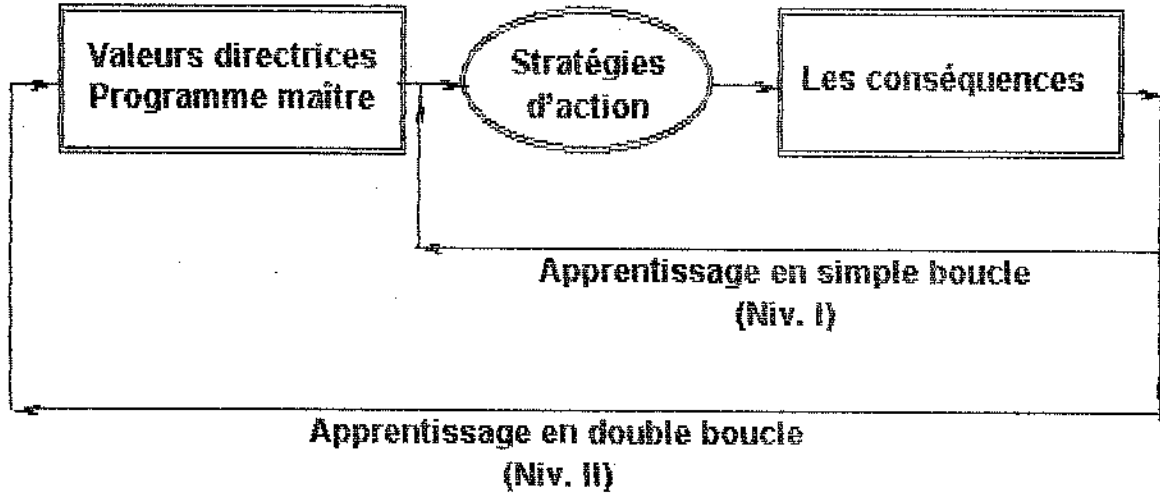 Valeurs directrices
Programme maître
Stratégies
d'action
Les conséquences
Apprentissage en simple boucle
(Niv. I)
Apprentissage en double boucle
(Niv. II)